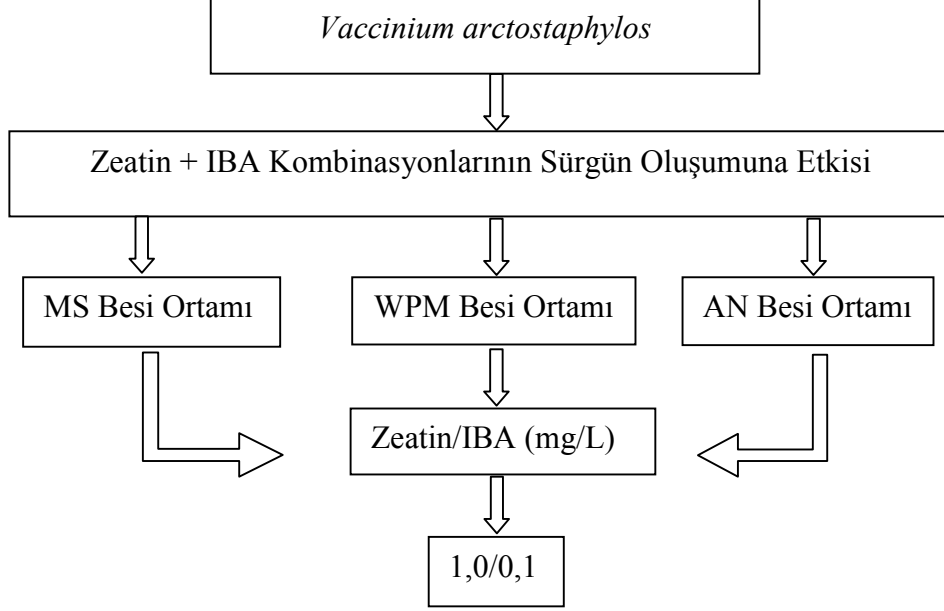 Vaccinium arctostaphylos
Zeatin + IBA Kombinasyonlarının Sürgün Oluşumuna Etkisi
MS Besi Ortamı
WPM Besi Ortamı
AN Besi Ortamı
Zeatin/IBA (mg/L)
1,0/0,1